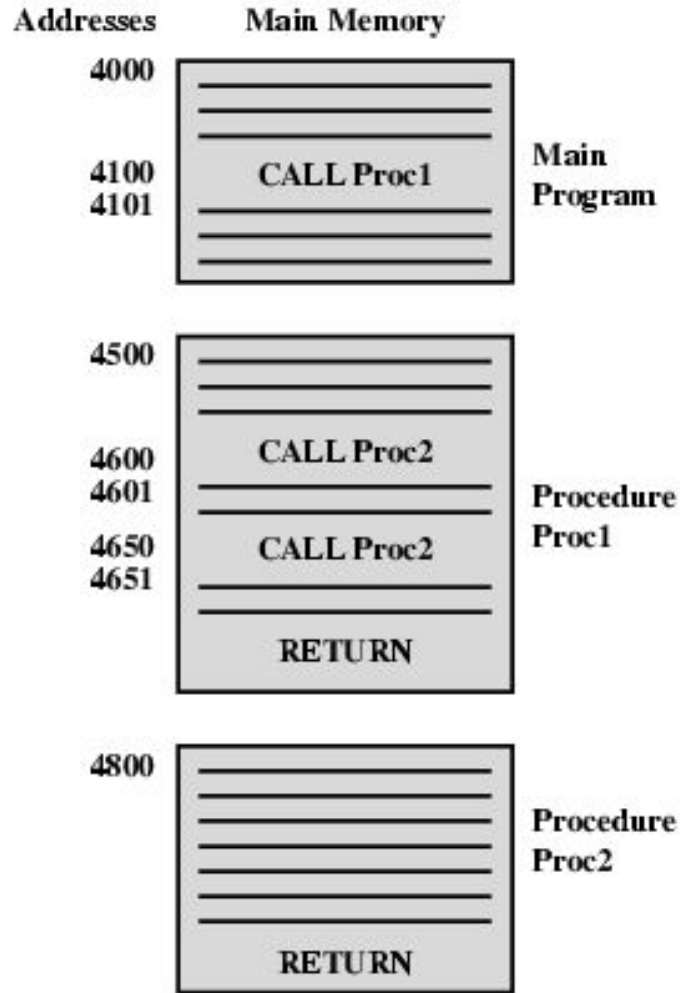 Addresses Main Memory
4000
4100 CALL Proc1
4101
Main
Program
4500
4600 CALL Proc2
4601
4650 CALL Proc2
4651
RETURN
Procedure
Proc1
4800
RETURN
Procedure
Proc2